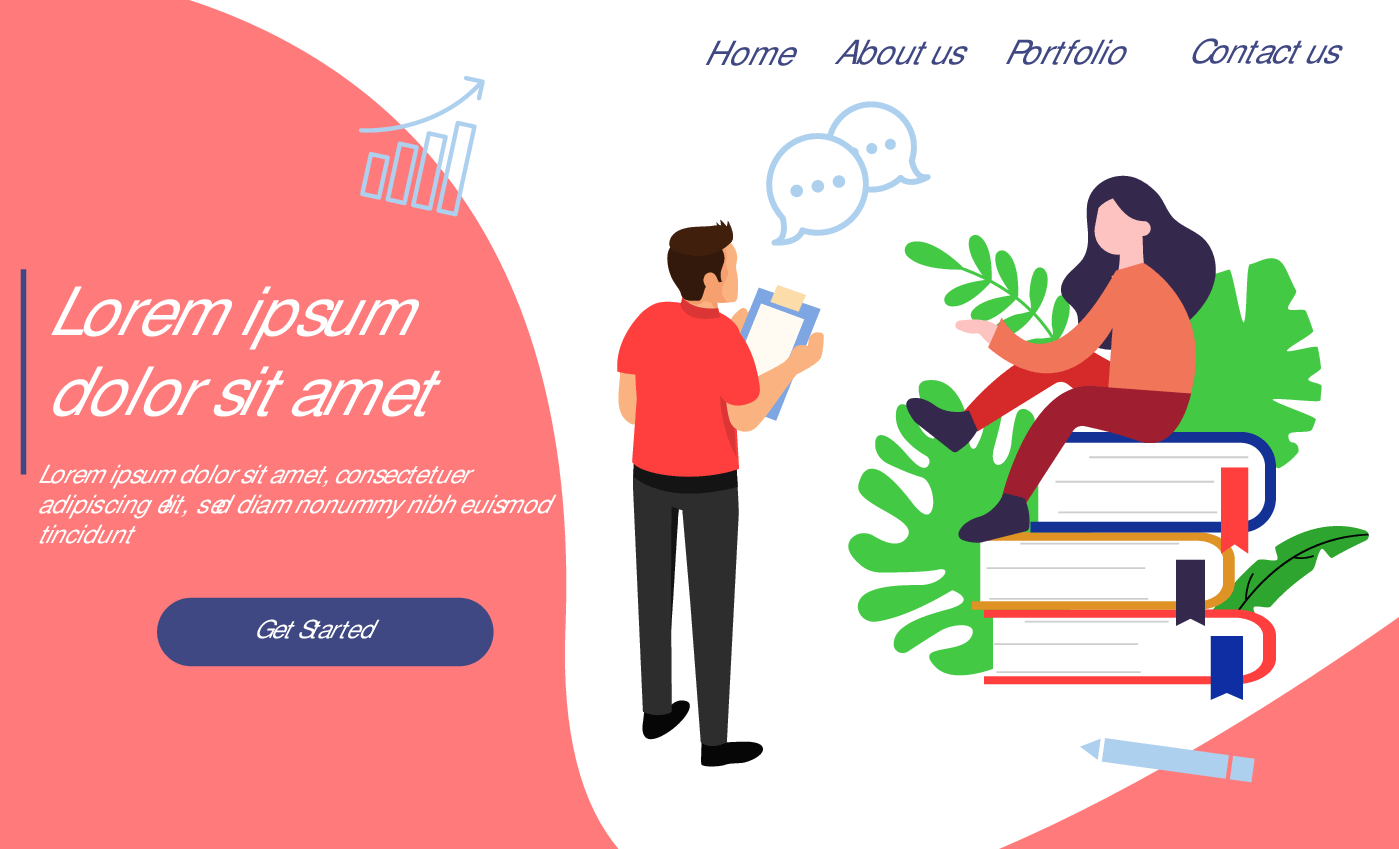 Home About us Portfolio Contact us
Lorem ipsum
dolor sit amet
Lorem ipsum dolor sit amet, consectetuer
adipiscing elit, sed diam nonummy nibh euismod
tincidunt
Get Started